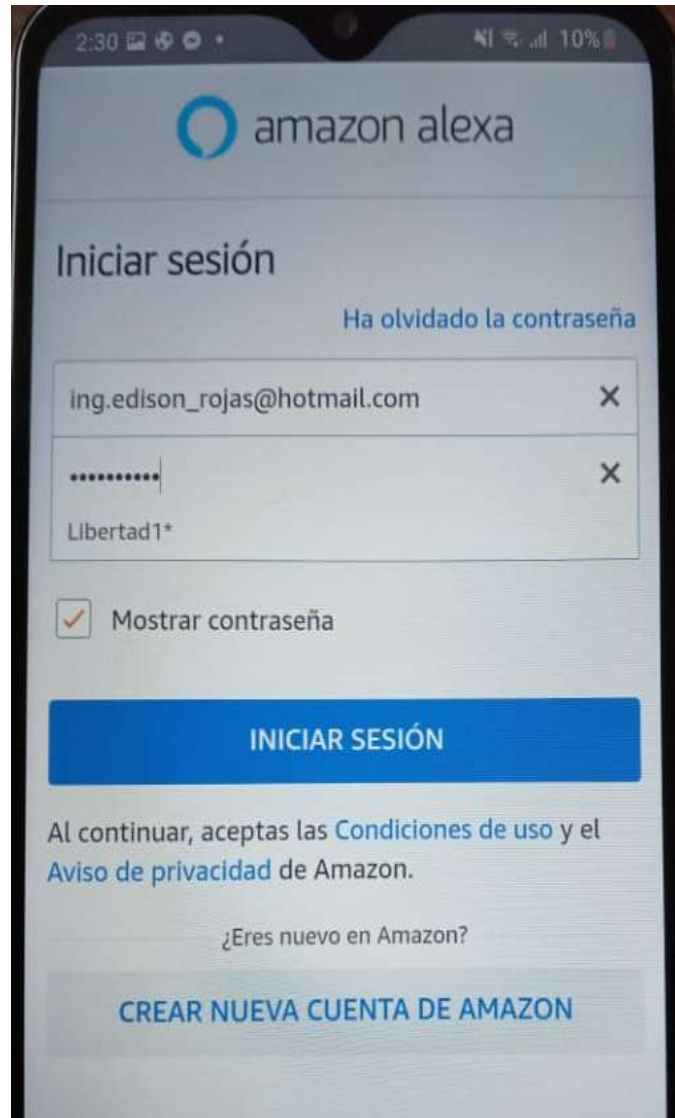 2:30
10%
amazon alexa
Iniciar sesión
Ha olvidado la contraseña
ing.edison_rojas@hotmail.com
••••••••••
Libertad1*
Mostrar contraseña
INICIAR SESIÓN
Al continuar, aceptas las Condiciones de uso y el
Aviso de privacidad de Amazon.
¿Eres nuevo en Amazon?
CREAR NUEVA CUENTA DE AMAZON